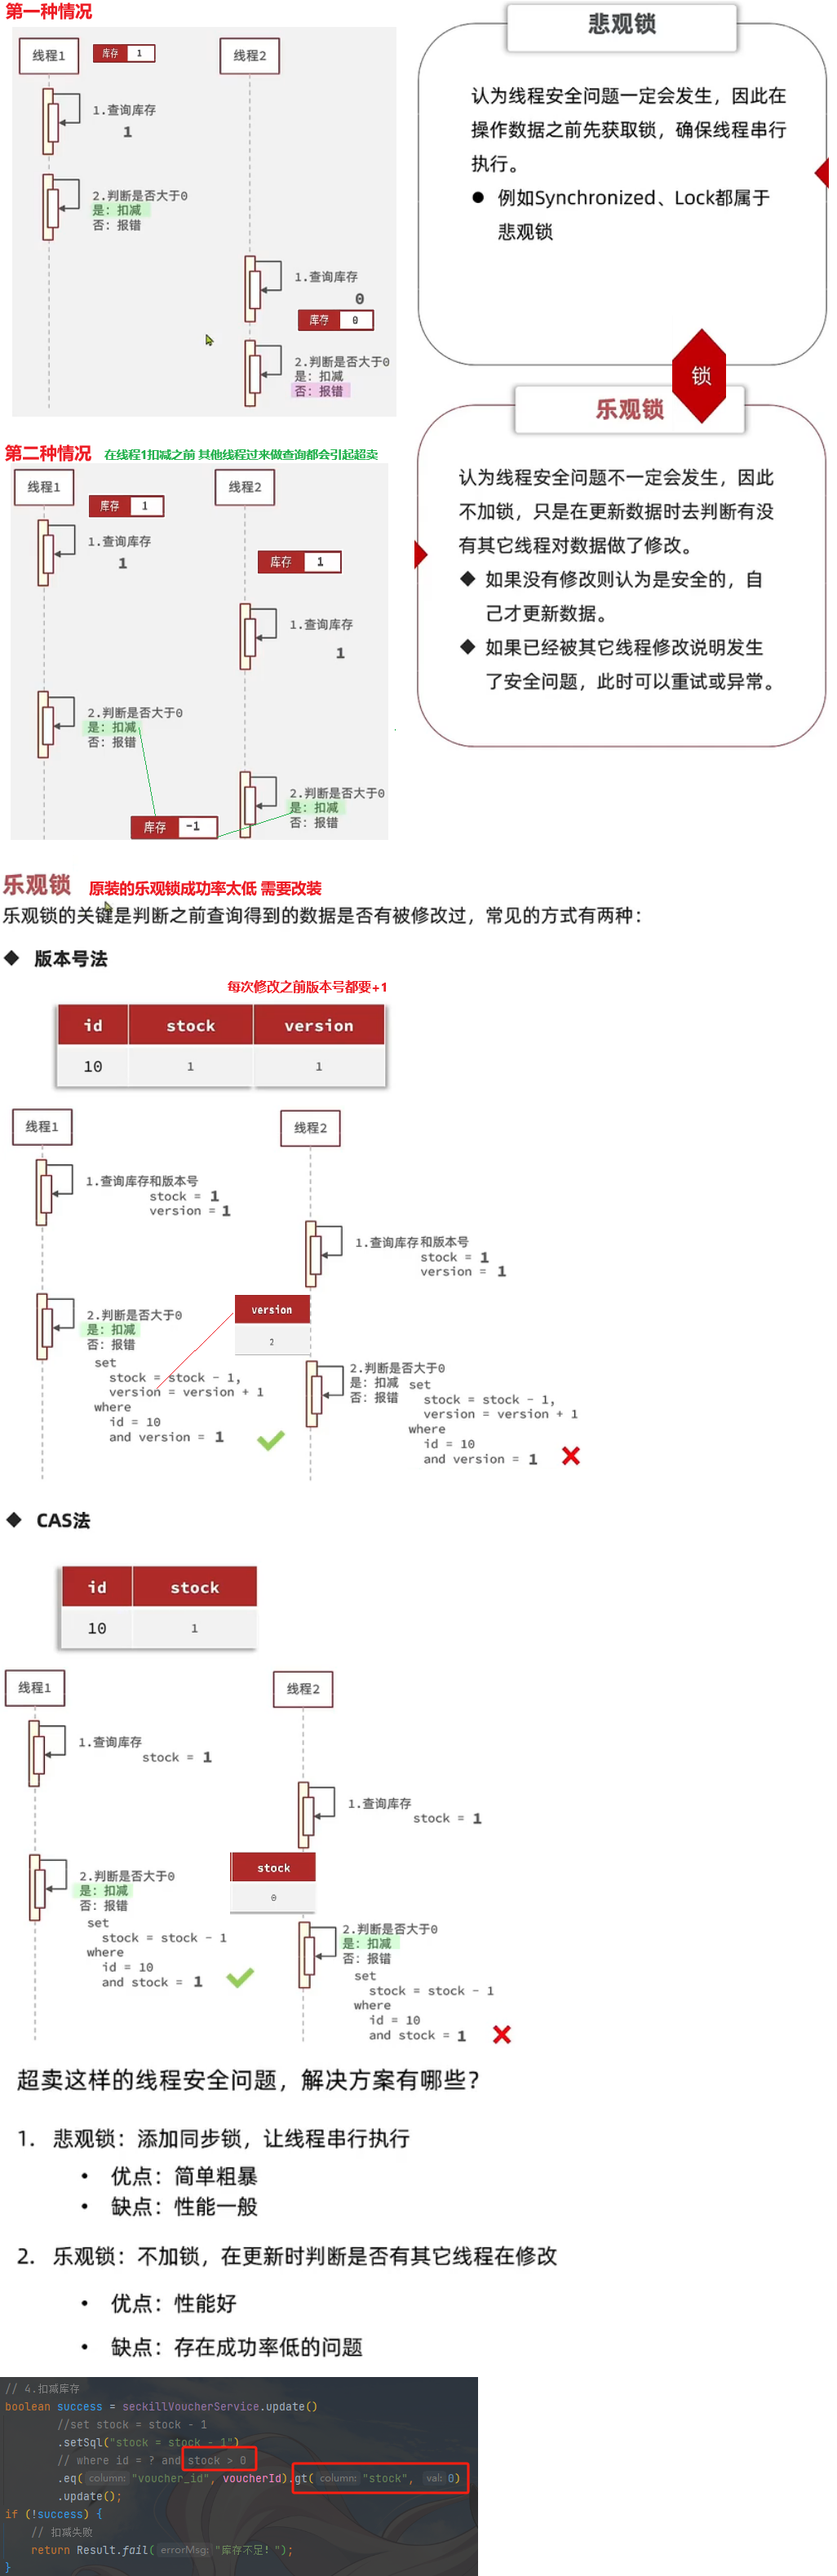 第一种情况
线程1
库存 1
线程2
1.查询库存
1
2.判断是否大于0
是: 扣减
否: 报错
1.查询库存
0
库存 0
2.判断是否大于0
是: 扣减
否: 报错
悲观锁
认为线程安全问题一定会发生，因此在
操作数据之前先获取锁，确保线程串行
执行。
● 例如Synchronized、Lock都属于
悲观锁
锁
乐观锁
认为线程安全问题不一定会发生，因此
不加锁，只是在更新数据时去判断有没
有其它线程对数据做了修改。
◆ 如果没有修改则认为是安全的，自
己才更新数据。
◆ 如果已经被其它线程修改说明发生
了安全问题，此时可以重试或异常。
第二种情况 在线程1扣减之前 其他线程过来做查询都会引起超卖
线程1
库存 1
线程2
1.查询库存
1
库存 1
1.查询库存
1
2.判断是否大于0
是: 扣减
否: 报错
2.判断是否大于0
是: 扣减
否: 报错
库存 -1
乐观锁 原装的乐观锁成功率太低 需要改装
乐观锁的关键是判断之前查询得到的数据是否有被修改过，常见的方式有两种：
◆ 版本号法
每次修改之前版本号都要+1
id stock version
10 1 1
线程1
线程2
1.查询库存和版本号
stock = 1
version = 1
1.查询库存和版本号
stock = 1
version = 1
2.判断是否大于0
是: 扣减
否: 报错
set
stock = stock - 1,
version = version + 1
where
id = 10
and version = 1
version
2
2.判断是否大于0
是: 扣减
否: 报错
set
stock = stock - 1,
version = version + 1
where
id = 10
and version = 1
◆ CAS法
id stock
10 1
线程1
线程2
1.查询库存
stock = 1
1.查询库存
stock = 1
2.判断是否大于0
是: 扣减
否: 报错
set
stock = stock - 1
where
id = 10
and stock = 1
stock
0
2.判断是否大于0
是: 扣减
否: 报错
set
stock = stock - 1
where
id = 10
and stock = 1
超卖这样的线程安全问题，解决方案有哪些？
1. 悲观锁：添加同步锁，让线程串行执行
• 优点：简单粗暴
• 缺点：性能一般
2. 乐观锁：不加锁，在更新时判断是否有其它线程在修改
• 优点：性能好
• 缺点：存在成功率低的问题
// 4.扣减库存
boolean success = seckillVoucherService.update()
//set stock = stock - 1
.setSql("stock = stock - 1")
// where id = ? and stock > 0
.eq( column: "voucher_id", voucherId).gt( column: "stock", val: 0)
.update();
if (!success) {
// 扣减失败
return Result.fail( errorMsg: "库存不足！");
}